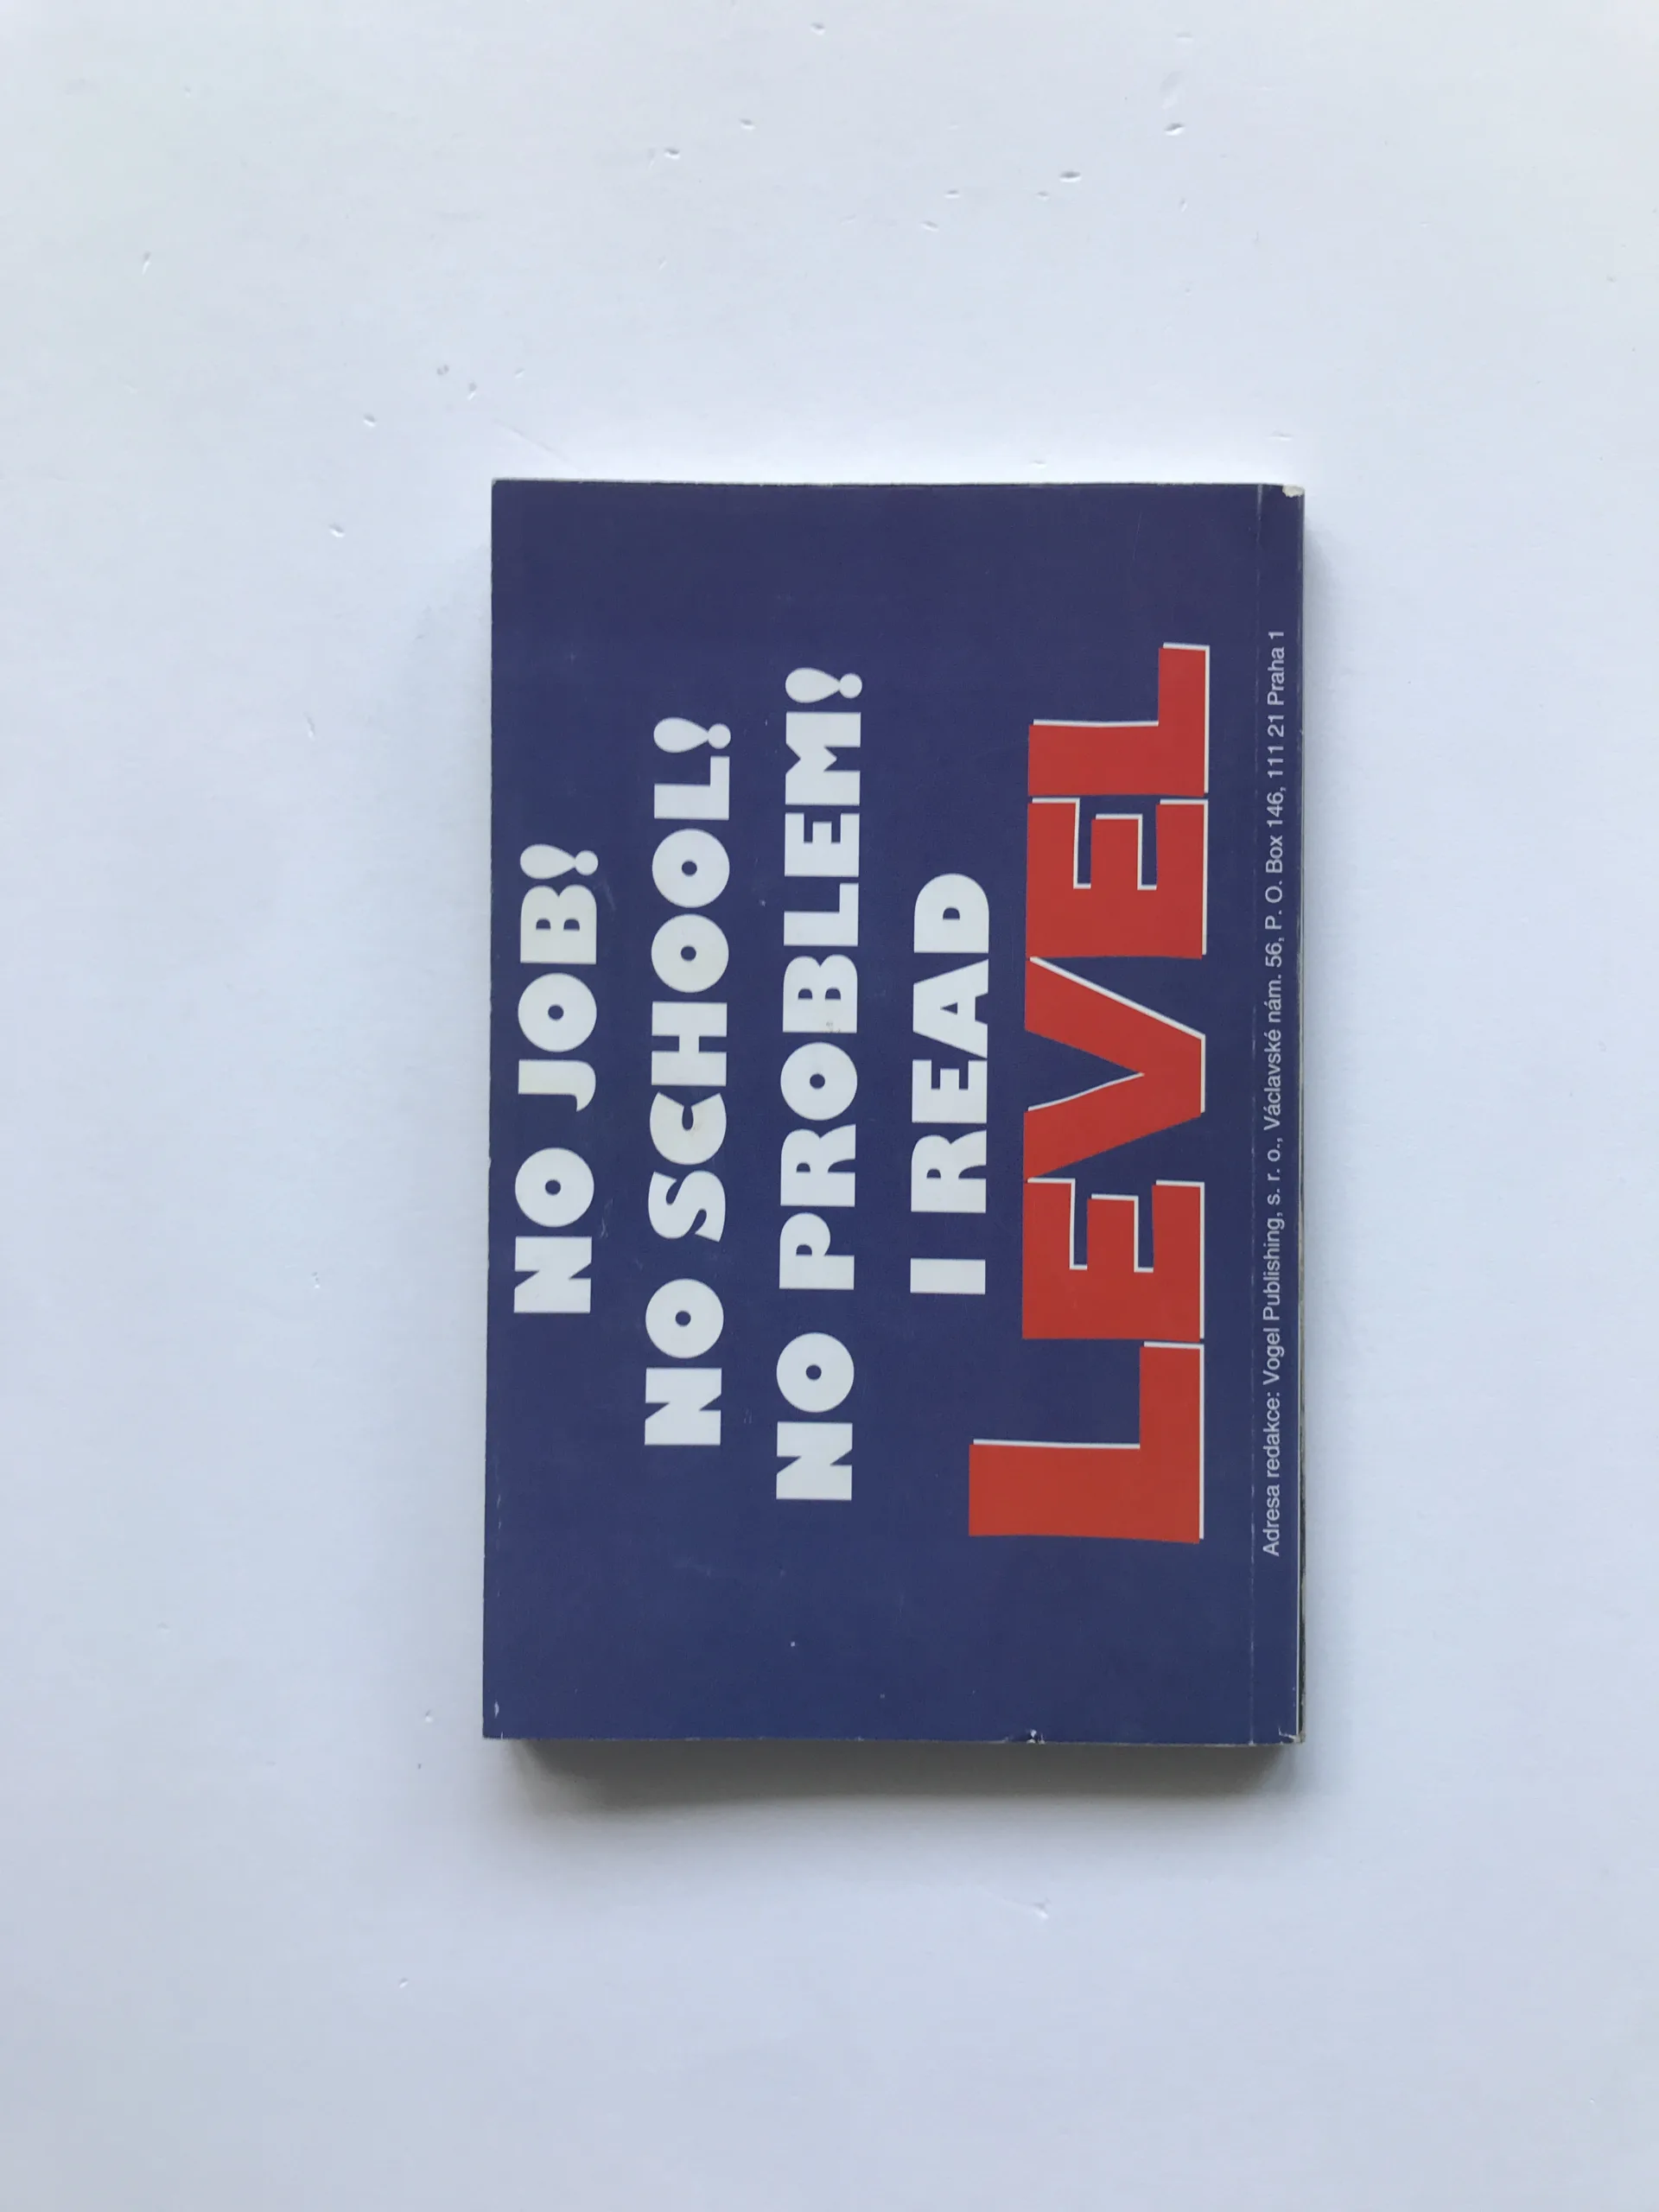 NO JOB!
NO SCHOOL!
NO PROBLEM!
I READ
LEVEL
Adresa redakce: Vogel Publishing, s. r. o., Václavské nám. 56, P. O. Box 146, 111 21 Praha 1